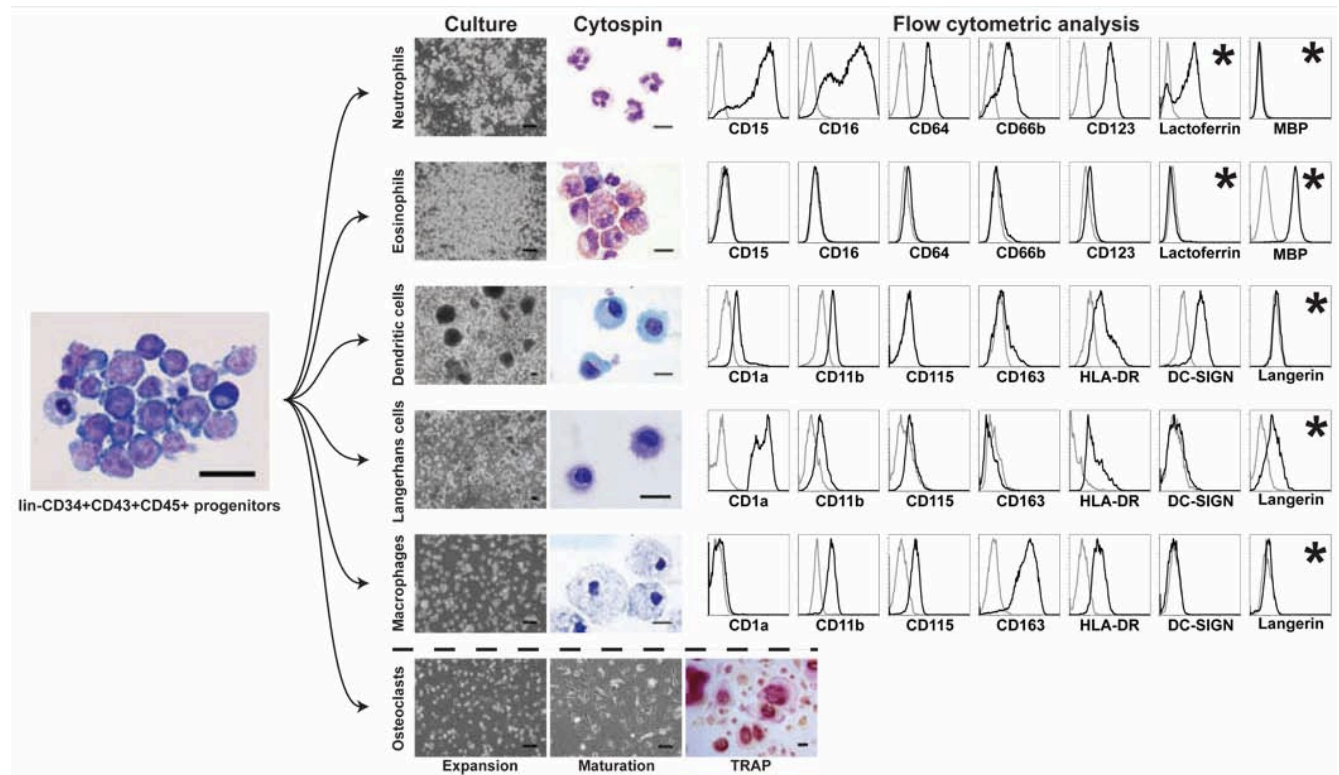 Culture Cytospin Flow cytometric analysis
Neutrophils
CD15 CD16 CD64 CD66b CD123 Lactoferrin * MBP *
Eosinophils
CD15 CD16 CD64 CD66b CD123 Lactoferrin * MBP *
Dendritic cells
CD1a CD11b CD115 CD163 HLA-DR DC-SIGN Langerin *
lin-CD34+CD43+CD45+ progenitors
Langerhans cells
CD1a CD11b CD115 CD163 HLA-DR DC-SIGN Langerin *
Macrophages
CD1a CD11b CD115 CD163 HLA-DR DC-SIGN Langerin *
Osteoclasts
Expansion Maturation TRAP